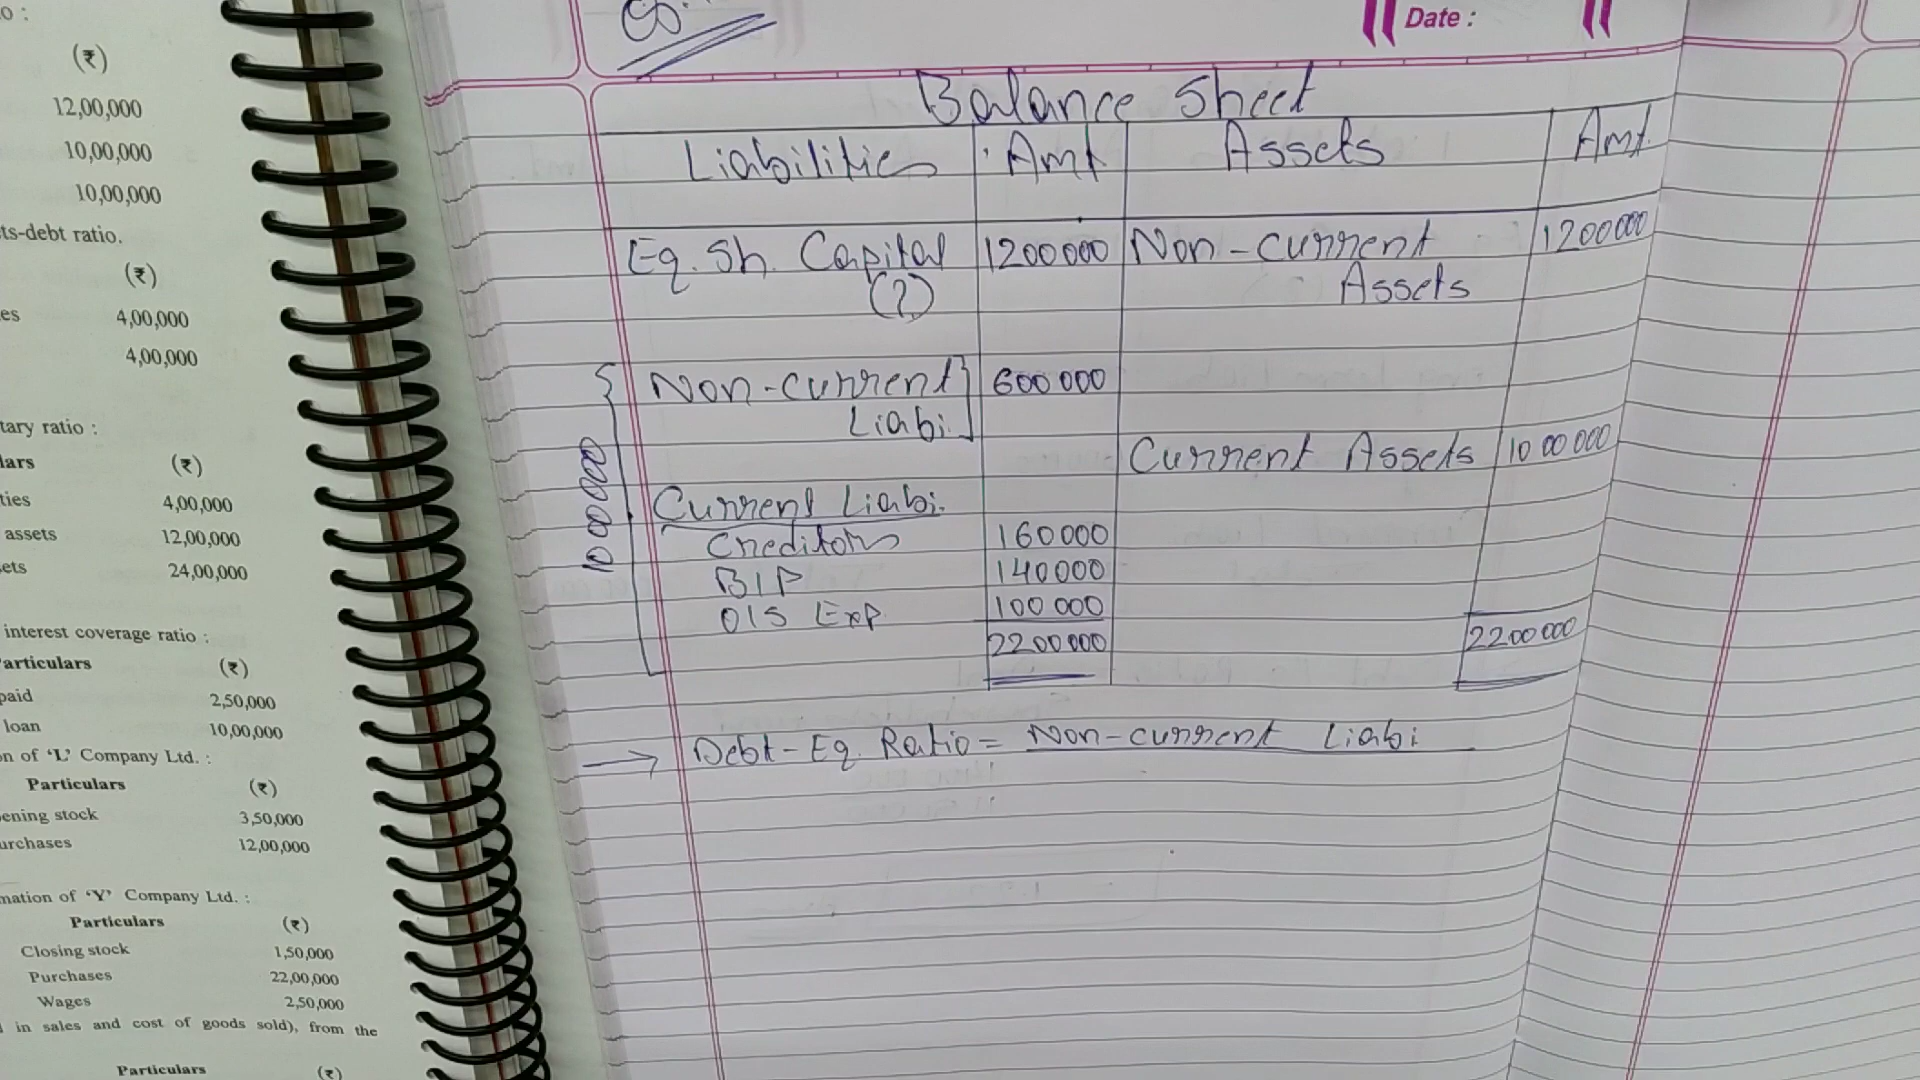 (₹)
12,00,000
10,00,000
10,00,000
ts-debt ratio.
(₹)
es 4,00,000
4,00,000
tary ratio :
lars (₹)
ties 4,00,000
assets 12,00,000
ets 24,00,000
interest coverage ratio :
articulars (₹)
paid 2,50,000
loan 10,00,000
n of ‘L’ Company Ltd. :
Particulars (₹)
ening stock 3,50,000
urchases 12,00,000
mation of ‘Y’ Company Ltd. :
Particulars (₹)
Closing stock 1,50,000
Purchases 22,00,000
Wages 2,50,000
in sales and cost of goods sold), from the
Particulars (₹)
Date :
Balance Sheet
Liabilities Amt Assets Amt.
Eq. Sh. Capital 1200000 Non-current 1200000
(?) Assets
Non-current 600000
Liabi.
Current Assets 1000000
1000000
Current Liabi.
Creditors 160000
B/P 140000
O/S Exp. 100000
2200000 2200000
→ Debt-Eq. Ratio = Non-current Liabi